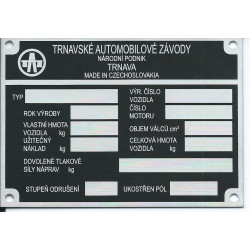 TRNAVSKÉ AUTOMOBILOVÉ ZÁVODY
NÁRODNÍ PODNIK
TRNAVA
MADE IN CZECHOSLOVAKIA
TYP
VÝR. ČÍSLO
VOZIDLA
ROK VÝROBY
ČÍSLO
MOTORU
VLASTNÍ HMOTA
VOZIDLA kg
OBJEM VÁLCŮ cm³
UŽITEČNÝ
NÁKLAD kg
CELKOVÁ HMOTA
VOZIDLA kg
DOVOLENÉ TLAKOVÉ
SÍLY NÁPRAV kg
STUPEŇ ODRUŠENÍ
UKOSTŘEN PÓL